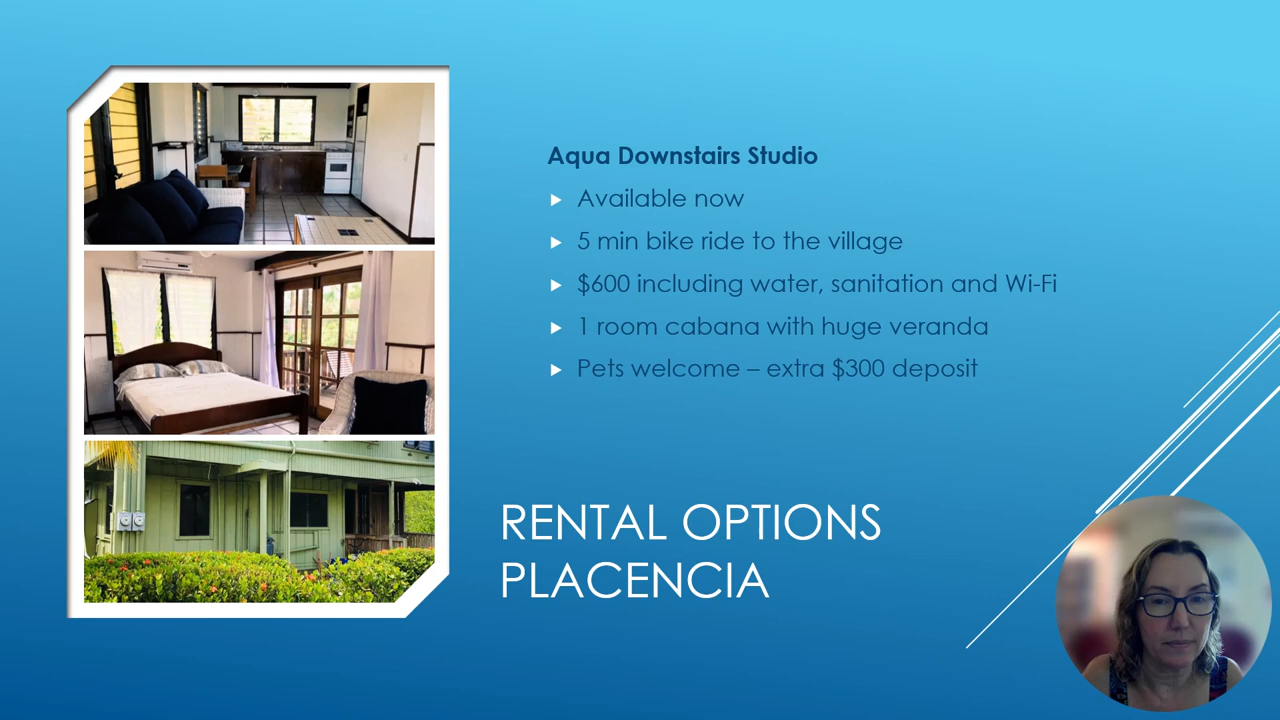 Aqua Downstairs Studio
Available now
5 min bike ride to the village
$600 including water, sanitation and Wi-Fi
1 room cabana with huge veranda
Pets welcome – extra $300 deposit
RENTAL OPTIONS
PLACENCIA